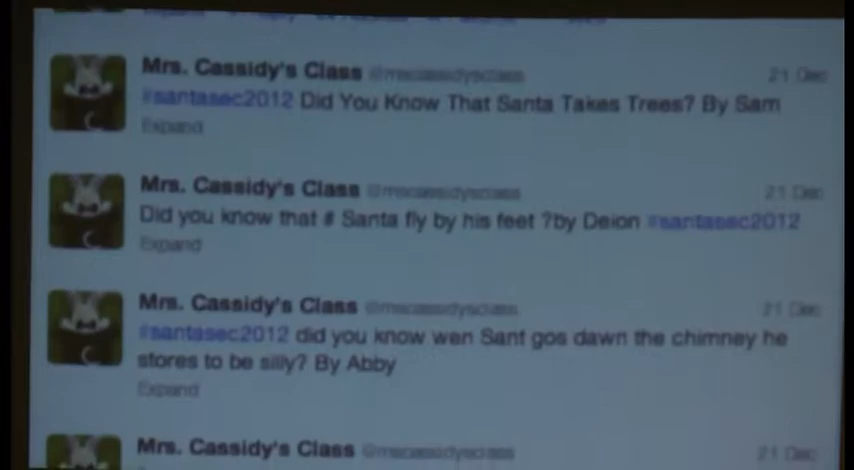 Mrs. Cassidy's Class @mscassidysclass 21 Dec
#santasec2012 Did You Know That Santa Takes Trees? By Sam
Expand
Mrs. Cassidy's Class @mscassidysclass 21 Dec
Did you know that # Santa fly by his feet ?by Deion #santasec2012
Expand
Mrs. Cassidy's Class @mscassidysclass 21 Dec
#santasec2012 did you know wen Sant gos dawn the chimney he
stores to be silly? By Abby
Expand
Mrs. Cassidy's Class @mscassidysclass 21 Dec